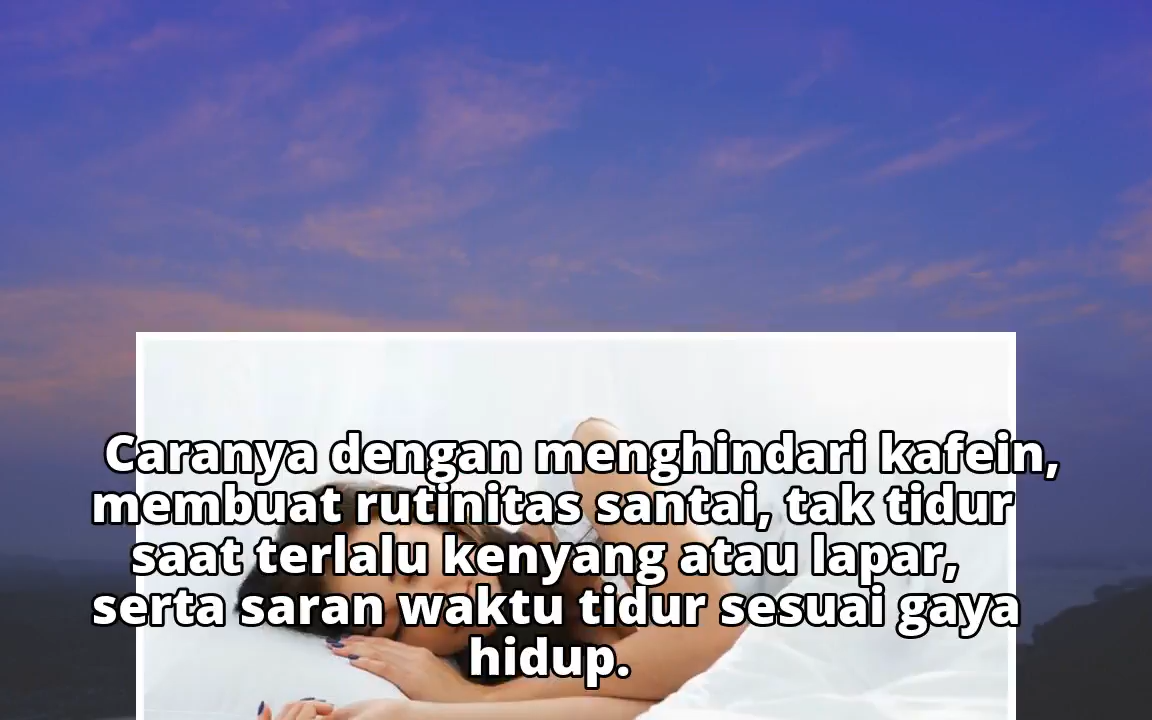 Caranya dengan menghindari kafein,
membuat rutinitas santai, tak tidur
saat terlalu kenyang atau lapar,
serta saran waktu tidur sesuai gaya
hidup.